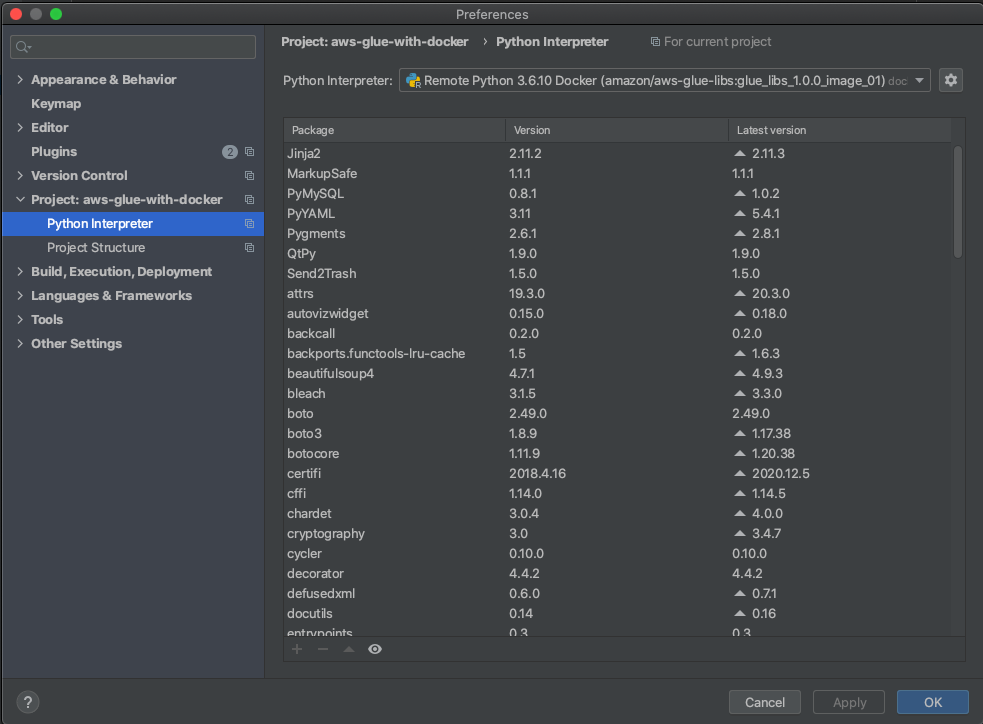 Preferences
Project: aws-glue-with-docker › Python Interpreter For current project
Python Interpreter: Remote Python 3.6.10 Docker (amazon/aws-glue-libs:glue_libs_1.0.0_image_01) doc
Appearance & Behavior
Keymap
Editor
Plugins 2
Version Control
Project: aws-glue-with-docker
Python Interpreter
Project Structure
Build, Execution, Deployment
Languages & Frameworks
Tools
Other Settings
Package Version Latest version
Jinja2 2.11.2 2.11.3
MarkupSafe 1.1.1 1.1.1
PyMySQL 0.8.1 1.0.2
PyYAML 3.11 5.4.1
Pygments 2.6.1 2.8.1
QtPy 1.9.0 1.9.0
Send2Trash 1.5.0 1.5.0
attrs 19.3.0 20.3.0
autovizwidget 0.15.0 0.18.0
backcall 0.2.0 0.2.0
backports.functools-lru-cache 1.5 1.6.3
beautifulsoup4 4.7.1 4.9.3
bleach 3.1.5 3.3.0
boto 2.49.0 2.49.0
boto3 1.8.9 1.17.38
botocore 1.11.9 1.20.38
certifi 2018.4.16 2020.12.5
cffi 1.14.0 1.14.5
chardet 3.0.4 4.0.0
cryptography 3.0 3.4.7
cycler 0.10.0 0.10.0
decorator 4.4.2 4.4.2
defusedxml 0.6.0 0.7.1
docutils 0.14 0.16
entrypoints 0.3 0.3
? Cancel Apply OK